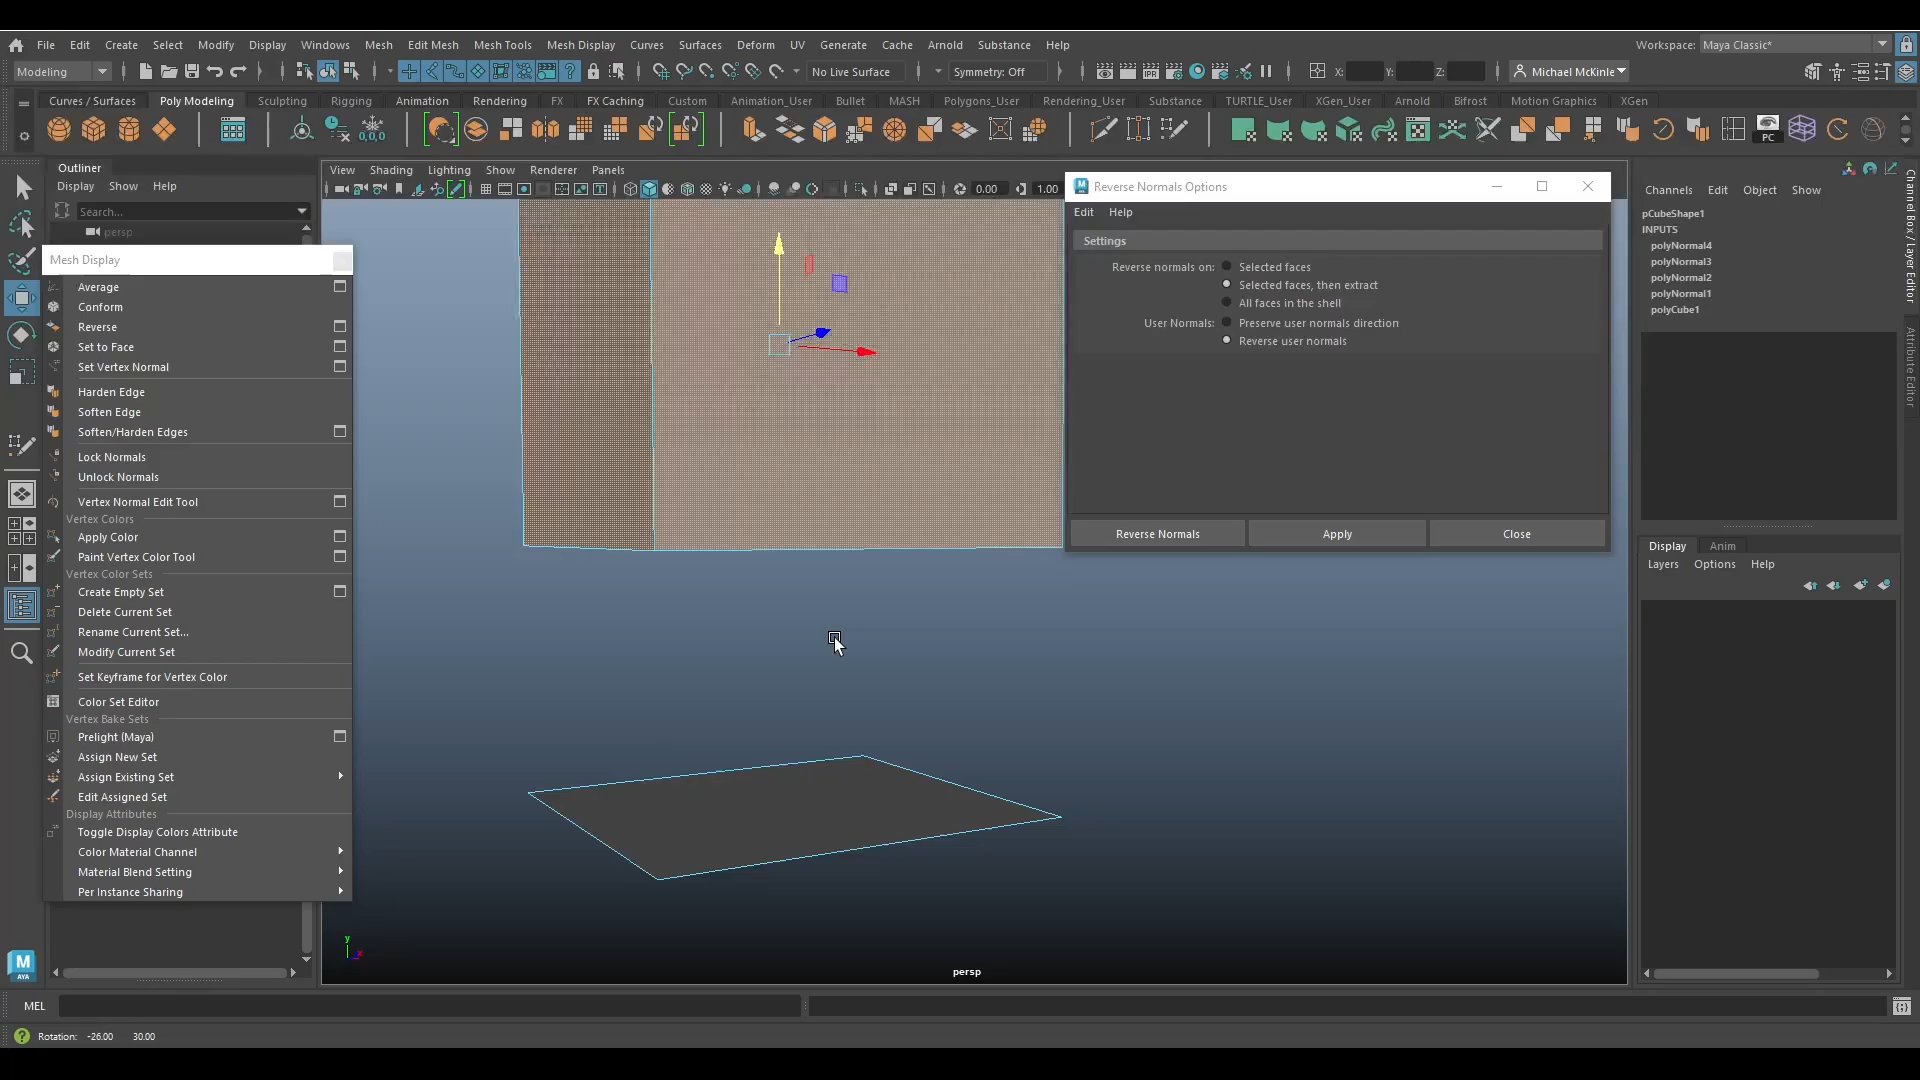 File Edit Create Select Modify Display Windows Mesh Edit Mesh Mesh Tools Mesh Display Curves Surfaces Deform UV Generate Cache Arnold Substance Help
Workspace: Maya Classic*
Modeling
No Live Surface
Symmetry: Off
X: Y: Z:
Michael McKinle
Curves / Surfaces Poly Modeling Sculpting Rigging Animation Rendering FX FX Caching Custom Animation_User Bullet MASH Polygons_User Rendering_User Substance TURTLE_User XGen_User Arnold Bifrost Motion Graphics XGen
0,0,0
PC
Outliner
Display Show Help
Search...
persp
Mesh Display
Average
Conform
Reverse
Set to Face
Set Vertex Normal
Harden Edge
Soften Edge
Soften/Harden Edges
Lock Normals
Unlock Normals
Vertex Normal Edit Tool
Vertex Colors
Apply Color
Paint Vertex Color Tool
Vertex Color Sets
Create Empty Set
Delete Current Set
Rename Current Set...
Modify Current Set
Set Keyframe for Vertex Color
Color Set Editor
Vertex Bake Sets
Prelight (Maya)
Assign New Set
Assign Existing Set
Edit Assigned Set
Display Attributes
Toggle Display Colors Attribute
Color Material Channel
Material Blend Setting
Per Instance Sharing
View Shading Lighting Show Renderer Panels
0.00 1.00
Reverse Normals Options
Edit Help
Settings
Reverse normals on: Selected faces
Selected faces, then extract
All faces in the shell
User Normals: Preserve user normals direction
Reverse user normals
Reverse Normals Apply Close
y
persp
Channels Edit Object Show
pCubeShape1
INPUTS
polyNormal4
polyNormal3
polyNormal2
polyNormal1
polyCube1
Channel Box / Layer Editor
Attribute Editor
Display Anim
Layers Options Help
M
AYA
MEL
Rotation: -26.00 30.00